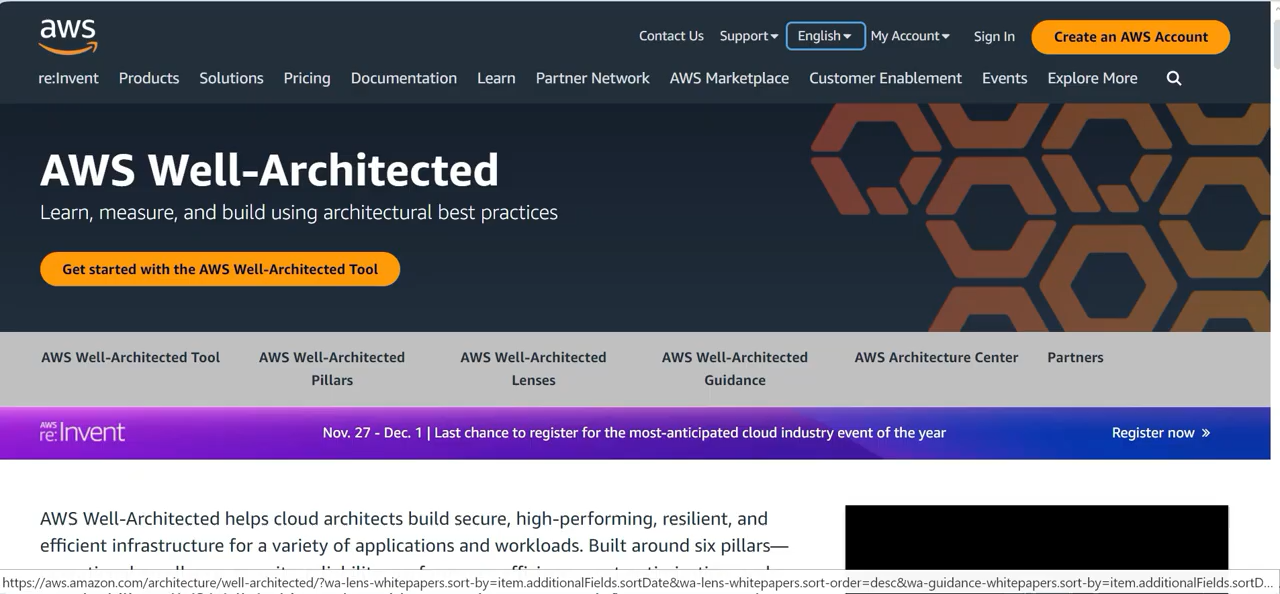 aws
Contact Us Support English My Account Sign In Create an AWS Account
re:Invent Products Solutions Pricing Documentation Learn Partner Network AWS Marketplace Customer Enablement Events Explore More
AWS Well-Architected
Learn, measure, and build using architectural best practices
Get started with the AWS Well-Architected Tool
AWS Well-Architected Tool
AWS Well-Architected
Pillars
AWS Well-Architected
Lenses
AWS Well-Architected
Guidance
AWS Architecture Center
Partners
AWS
re:Invent
Nov. 27 - Dec. 1 | Last chance to register for the most-anticipated cloud industry event of the year
Register now »
AWS Well-Architected helps cloud architects build secure, high-performing, resilient, and
efficient infrastructure for a variety of applications and workloads. Built around six pillars—
https://aws.amazon.com/architecture/well-architected/?wa-lens-whitepapers.sort-by=item.additionalFields.sortDate&wa-lens-whitepapers.sort-order=desc&wa-guidance-whitepapers.sort-by=item.additionalFields.sortD...